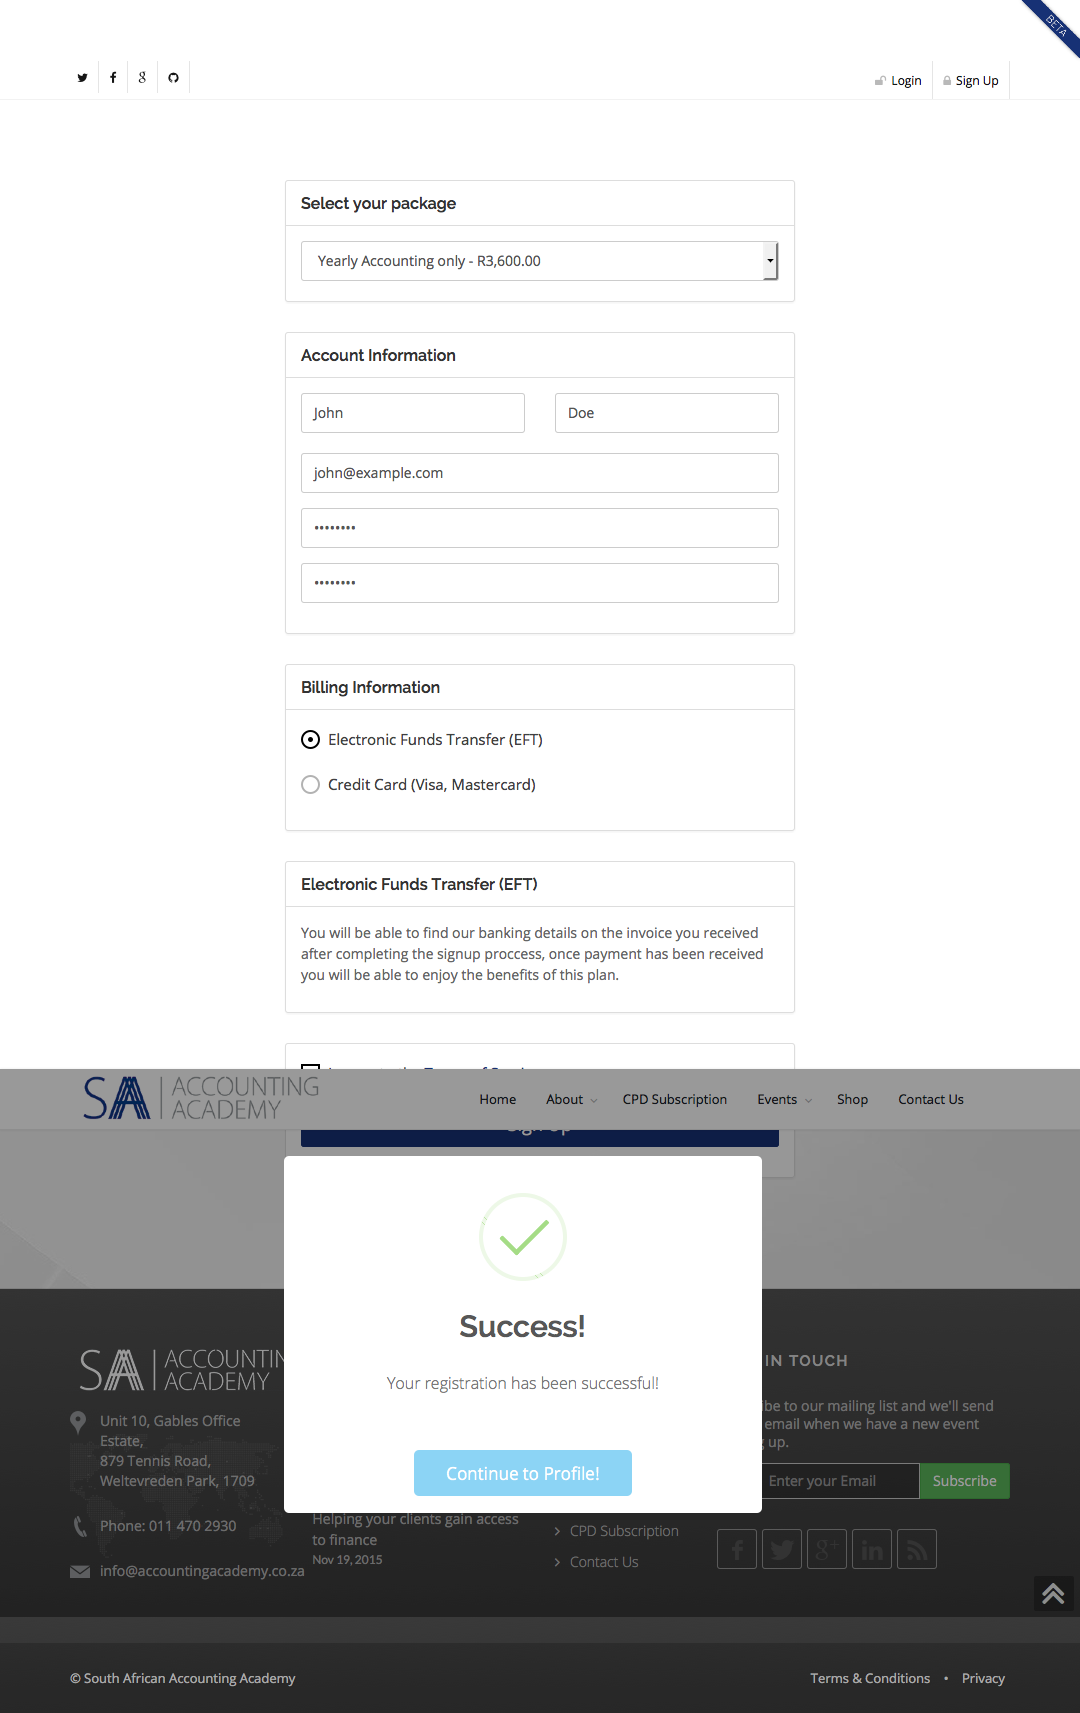 BETA
Login
Sign Up
Select your package
Yearly Accounting only - R3,600.00
Account Information
John
Doe
john@example.com
••••••••
••••••••
Billing Information
Electronic Funds Transfer (EFT)
Credit Card (Visa, Mastercard)
Electronic Funds Transfer (EFT)
You will be able to find our banking details on the invoice you received
after completing the signup proccess, once payment has been received
you will be able to enjoy the benefits of this plan.
SAA ACCOUNTING
ACADEMY
Home
About
CPD Subscription
Events
Shop
Contact Us
Sign Up
Success!
Your registration has been successful!
Continue to Profile!
SAA ACCOUNTIN
ACADEMY
Unit 10, Gables Office
Estate,
879 Tennis Road,
Weltevreden Park, 1709
Phone: 011 470 2930
info@accountingacademy.co.za
Helping your clients gain access
to finance
Nov 19, 2015
CPD Subscription
Contact Us
IN TOUCH
be to our mailing list and we'll send
email when we have a new event
up.
Enter your Email
Subscribe
© South African Accounting Academy
Terms & Conditions • Privacy